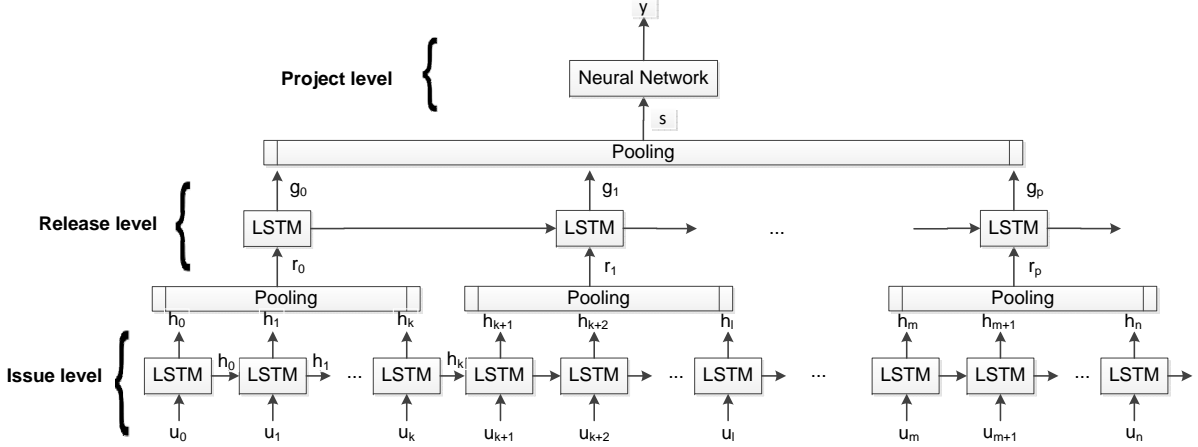 y
Project level
Neural Network
s
Pooling
g0 g1 gp
Release level
LSTM LSTM ... LSTM
r0 r1 rp
Pooling Pooling Pooling
h0 h1 hk hk+1 hk+2 hl hm hm+1 hn
h0 h1 hk
Issue level
LSTM LSTM ... LSTM LSTM LSTM ... LSTM ... LSTM LSTM ... LSTM
u0 u1 uk uk+1 uk+2 ul um um+1 un